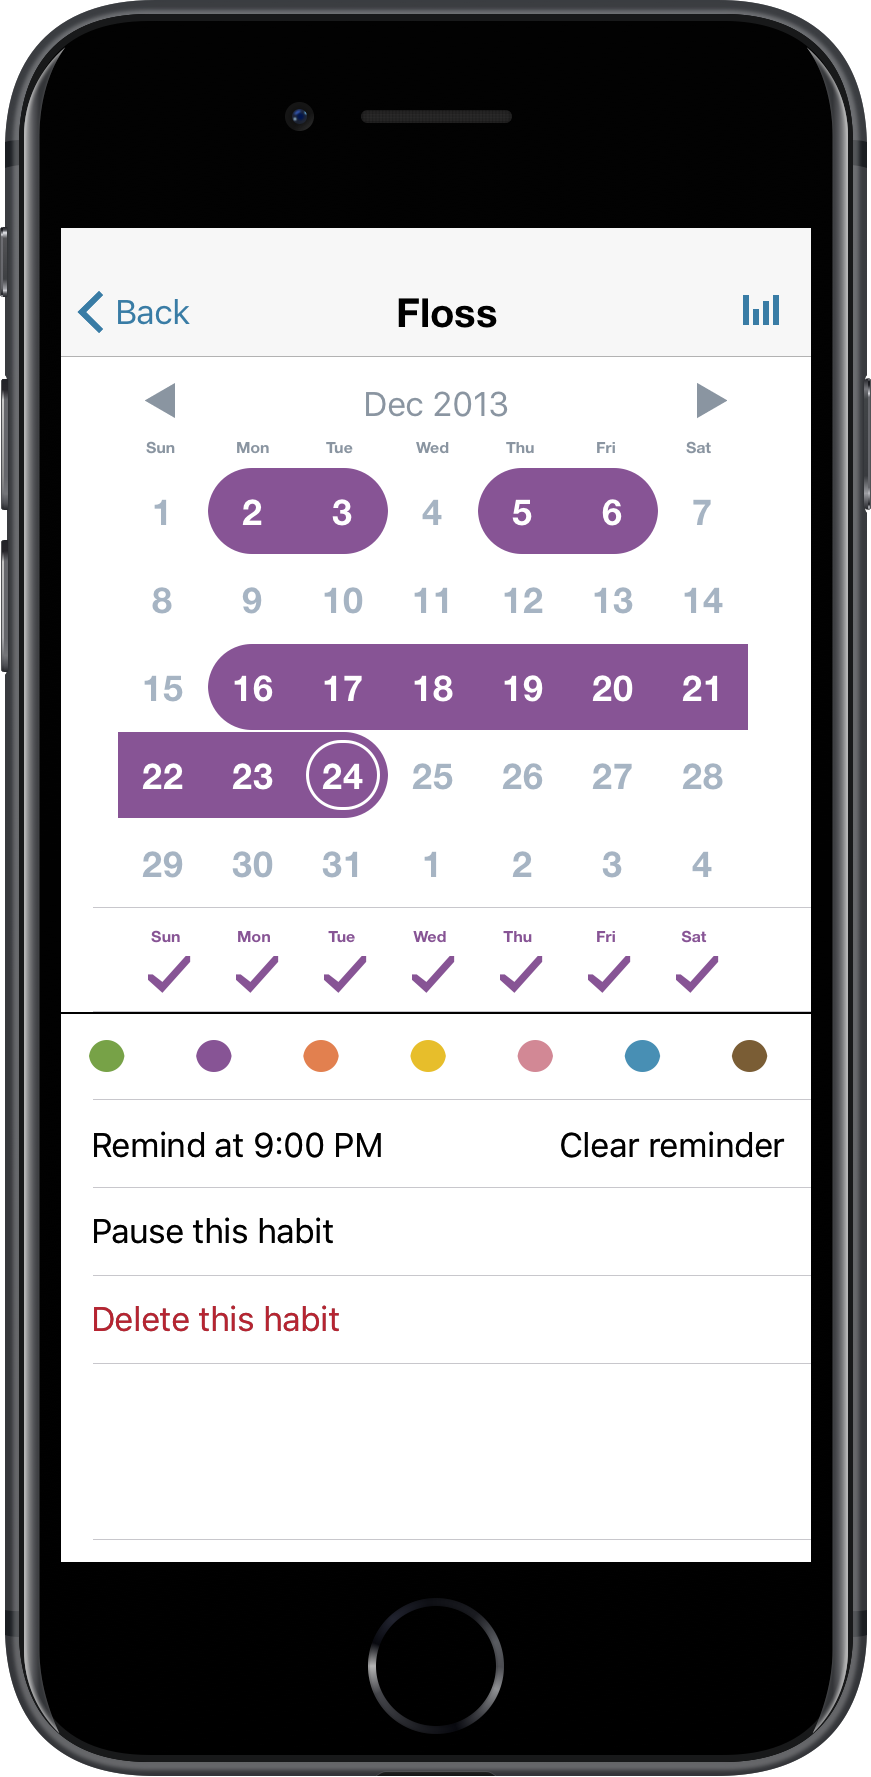 Back Floss
Dec 2013
Sun Mon Tue Wed Thu Fri Sat
1 2 3 4 5 6 7
8 9 10 11 12 13 14
15 16 17 18 19 20 21
22 23 24 25 26 27 28
29 30 31 1 2 3 4
Sun Mon Tue Wed Thu Fri Sat
Remind at 9:00 PM Clear reminder
Pause this habit
Delete this habit